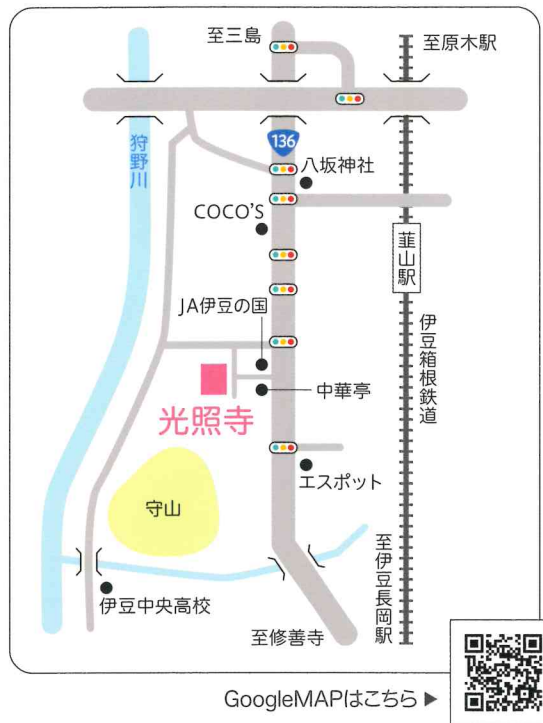 至三島
至原木駅
136
狩野川
八坂神社
COCO'S
韮山駅
JA伊豆の国
伊豆箱根鉄道
中華亭
光照寺
エスポット
守山
至伊豆長岡駅
伊豆中央高校
至修善寺
GoogleMAPはこちら▶